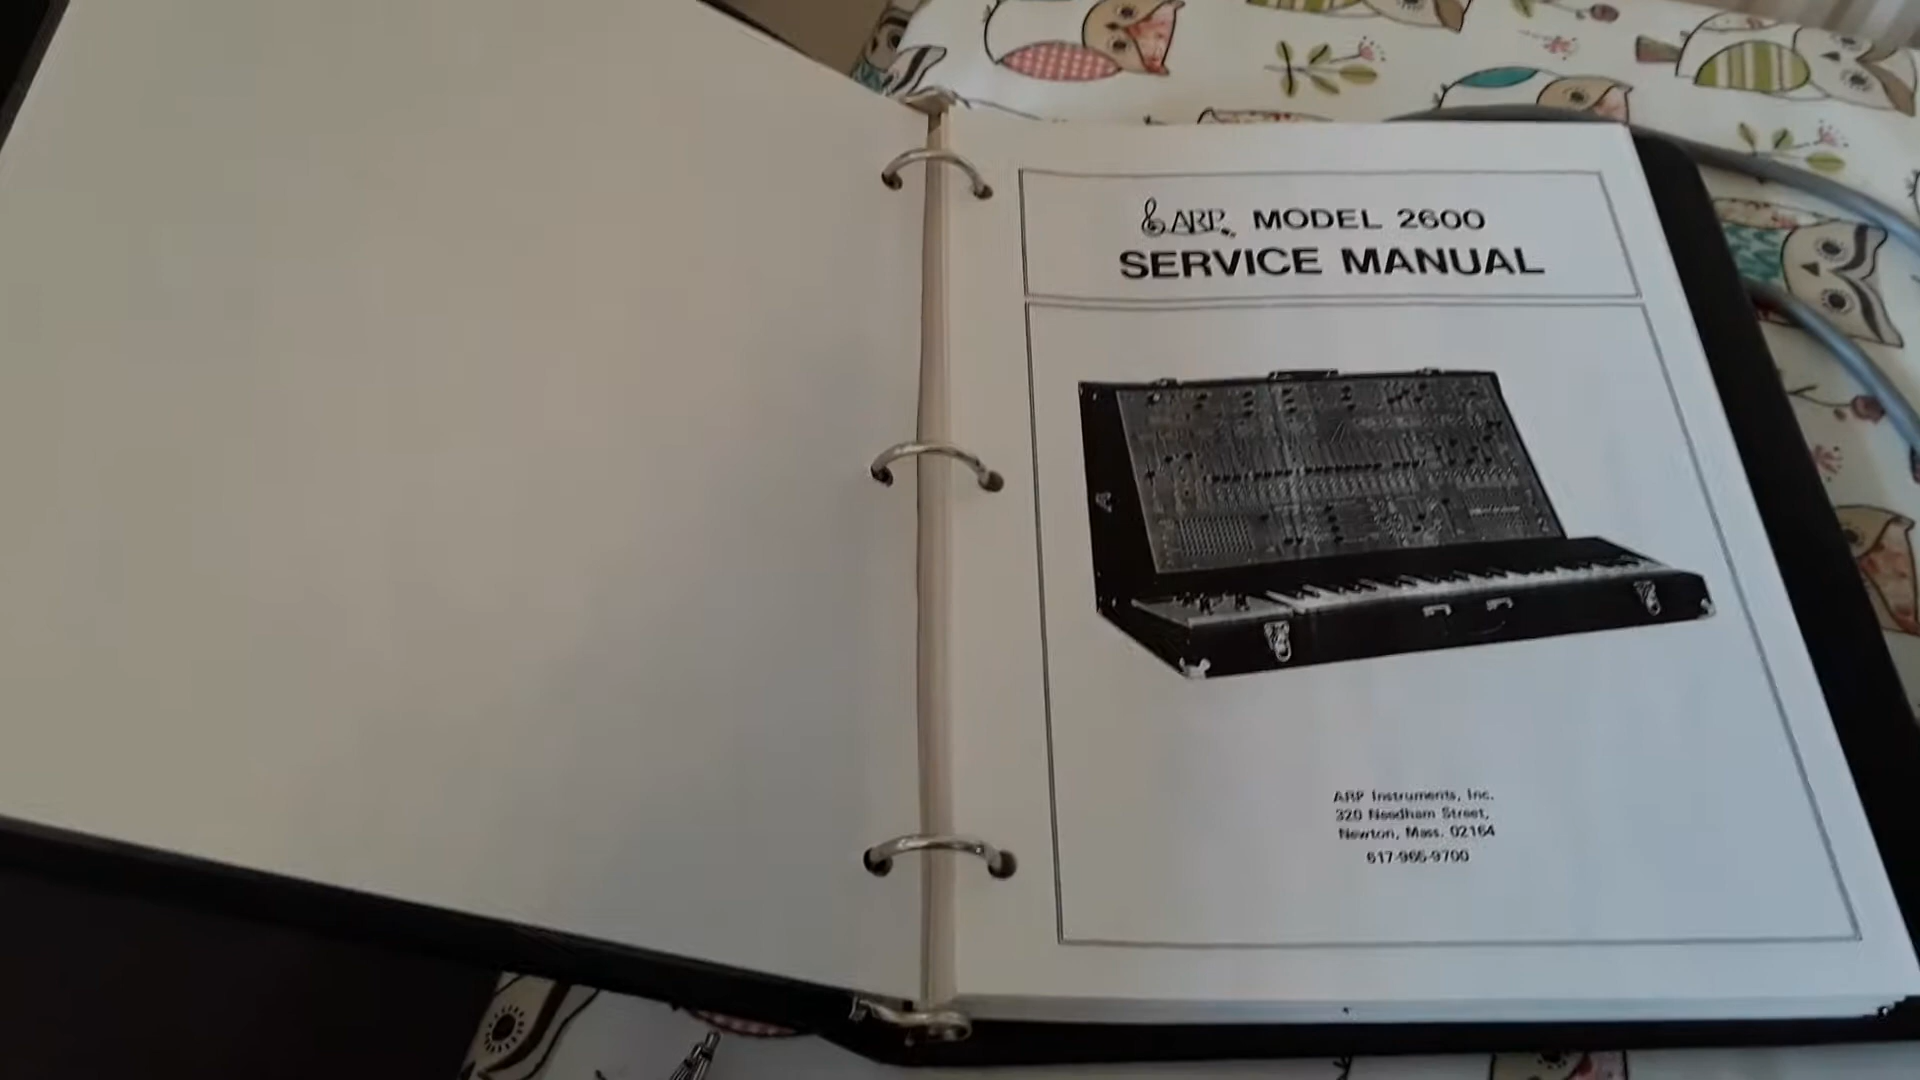 ARP MODEL 2600
SERVICE MANUAL
ARP Instruments, Inc.
320 Needham Street,
Newton, Mass. 02164
617-965-9700